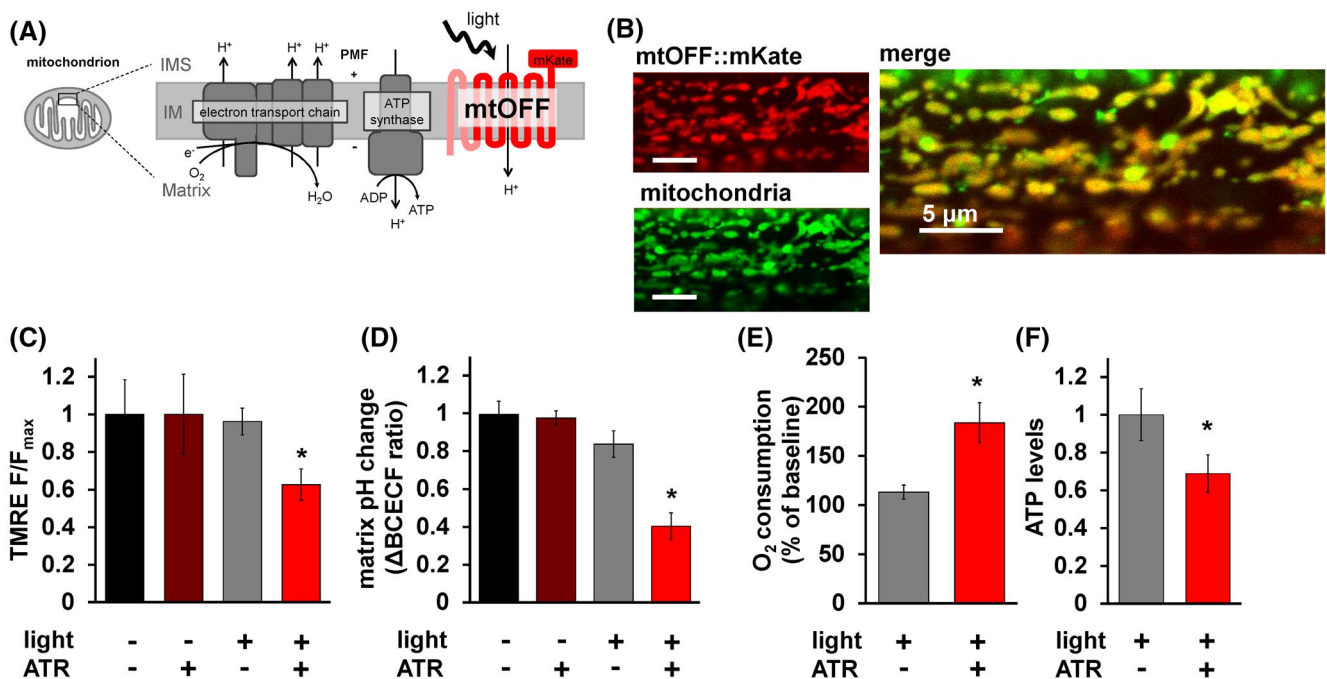 (A)
light
mitochondrion
IMS
IM
Matrix
H⁺
H⁺
H⁺
PMF
+
-
electron transport chain
e⁻
O₂
H₂O
ATP
synthase
ADP
ATP
H⁺
mKate
mtOFF
H⁺
(B)
mtOFF::mKate
mitochondria
merge
5 μm
(C)
TMRE F/Fmax
1.2
1
0.8
0.6
0.4
0.2
0
*
light - - + +
ATR - + - +
(D)
matrix pH change
(ΔBCECF ratio)
1.2
1
0.8
0.6
0.4
0.2
0
*
light - - + +
ATR - + - +
(E)
O₂ consumption
(% of baseline)
250
200
150
100
50
0
*
light + +
ATR - +
(F)
ATP levels
1.2
1
0.8
0.6
0.4
0.2
0
*
light + +
ATR - +